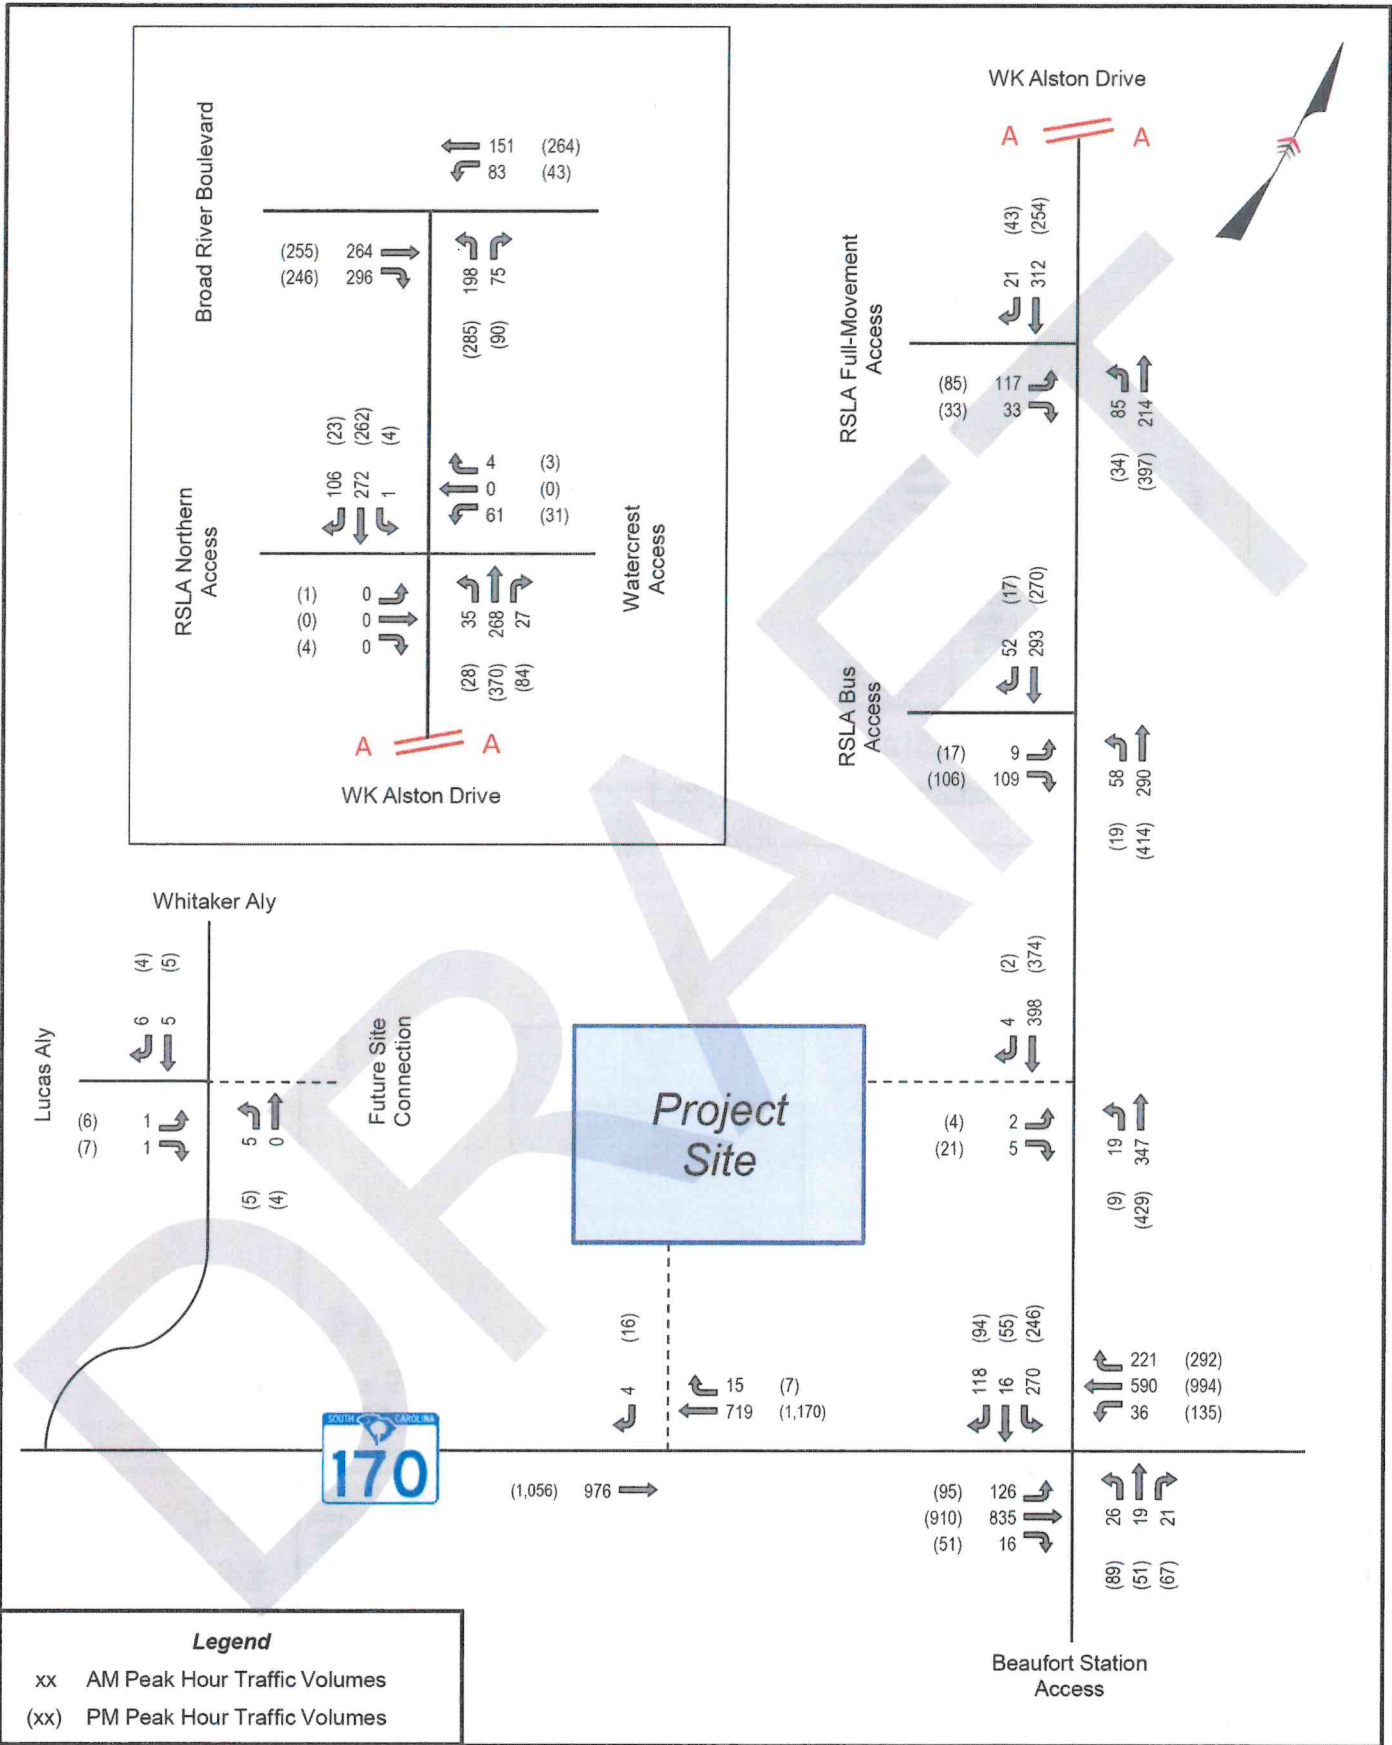 WK Alston Drive
A A
Broad River Boulevard
151 (264)
83 (43)
(255) 264
(246) 296
198 75
(285) (90)
RSLA Northern
Access
(23) (262) (4)
106 272 1
4 (3)
0 (0)
61 (31)
Watercrest
Access
(1) 0
(0) 0
(4) 0
35 268 27
(28) (370) (84)
A A
WK Alston Drive
RSLA Full-Movement
Access
(43) (254)
21 312
(85) 117
(33) 33
85 214
(34) (397)
RSLA Bus
Access
(17) (270)
52 293
(17) 9
(106) 109
58 290
(19) (414)
Whitaker Aly
Lucas Aly
(4) (5)
6 5
Future Site
Connection
(6) 1
(7) 1
5 0
(5) (4)
Project
Site
(2) (374)
4 398
(4) 2
(21) 5
19 347
(9) (429)
(16)
4
15 (7)
719 (1,170)
(94) (55) (246)
118 16 270
221 (292)
590 (994)
36 (135)
SOUTH CAROLINA
170
(1,056) 976
(95) 126
(910) 835
(51) 16
26 19 21
(89) (51) (67)
Beaufort Station
Access
Legend
xx AM Peak Hour Traffic Volumes
(xx) PM Peak Hour Traffic Volumes
DRAFT